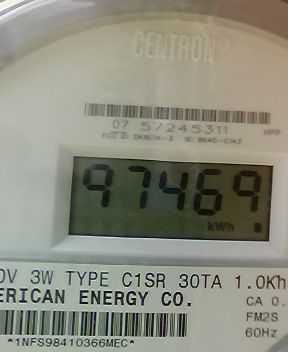 CENTRON®
07 57245311 HPP
97469
kWh
0V 3W TYPE C1SR 30TA 1.0Kh
ERICAN ENERGY CO.
CA 0.
FM2S
60Hz
*1NFS98410366MEC*